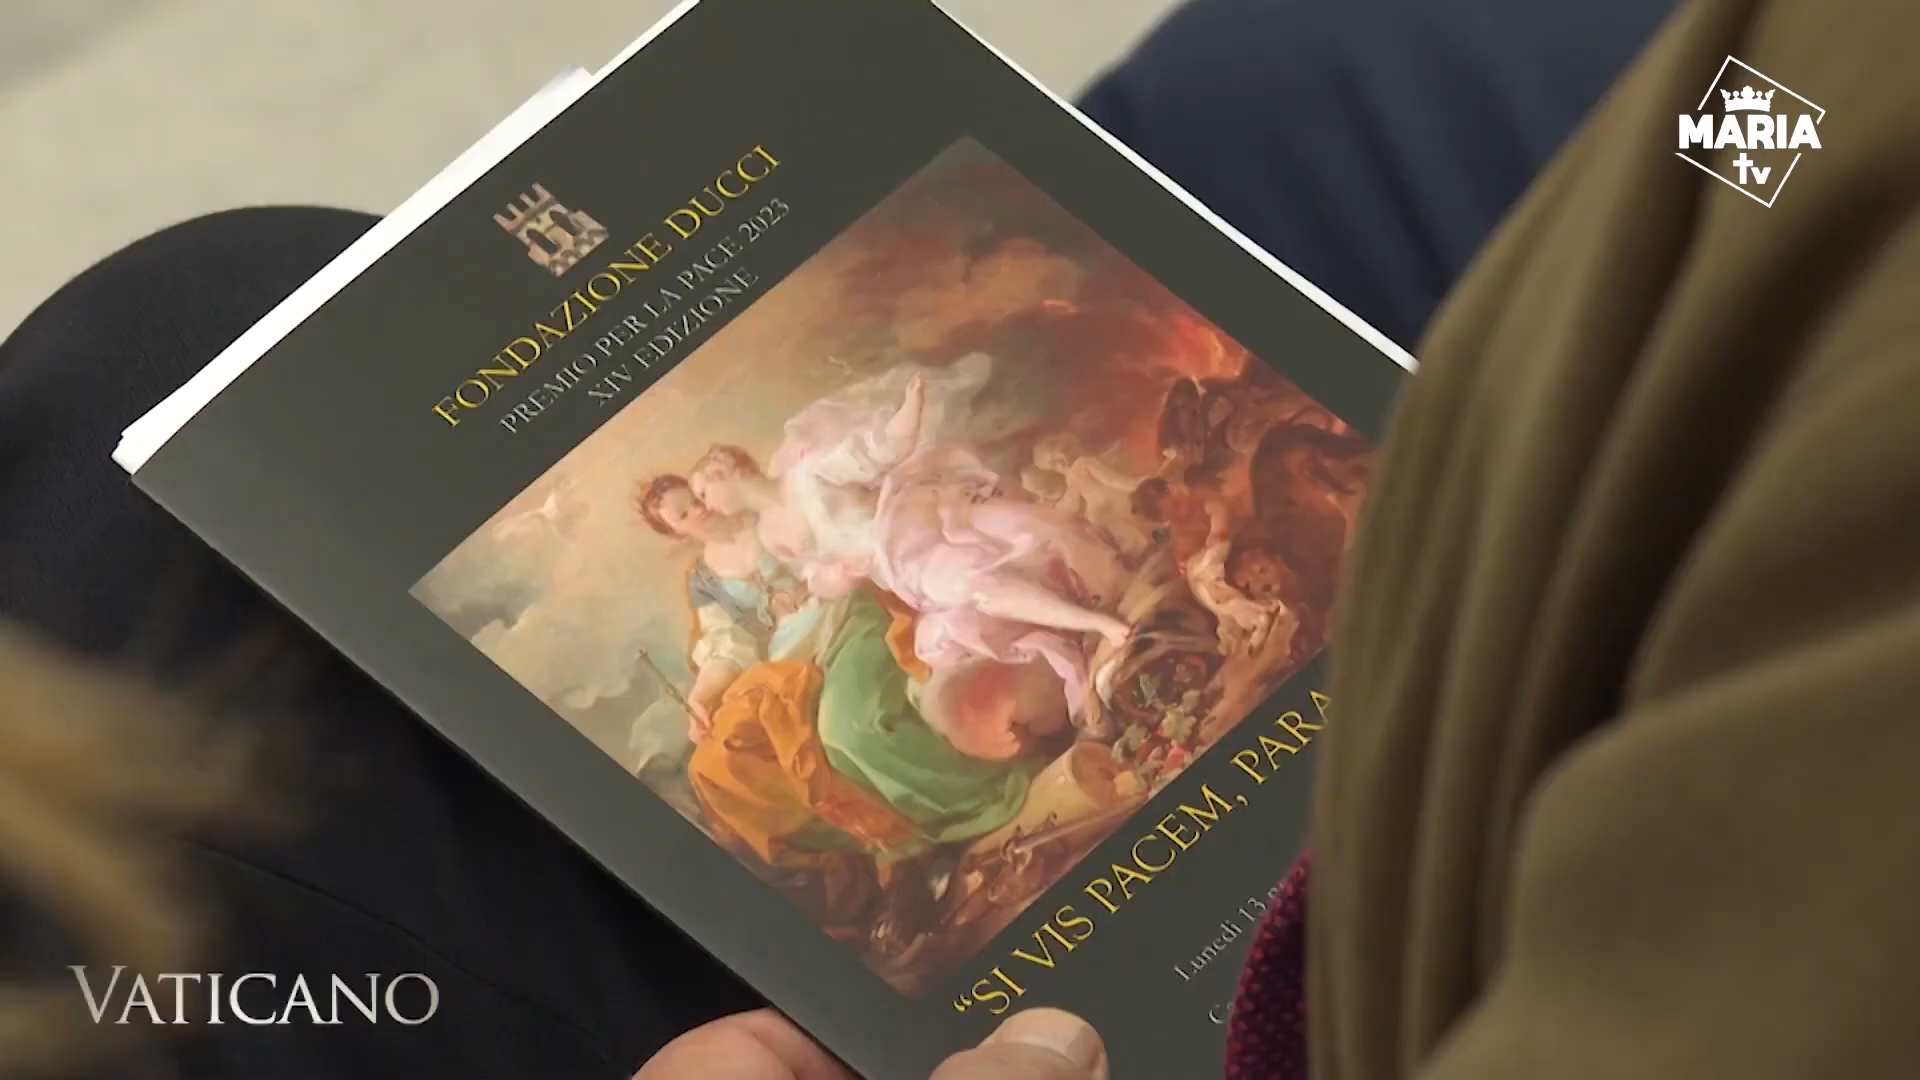 MARIA
tv
FONDAZIONE DUCCI
PREMIO PER LA PACE 2023
XIV EDIZIONE
“SI VIS PACEM, PARA
Lunedì 13
VATICANO